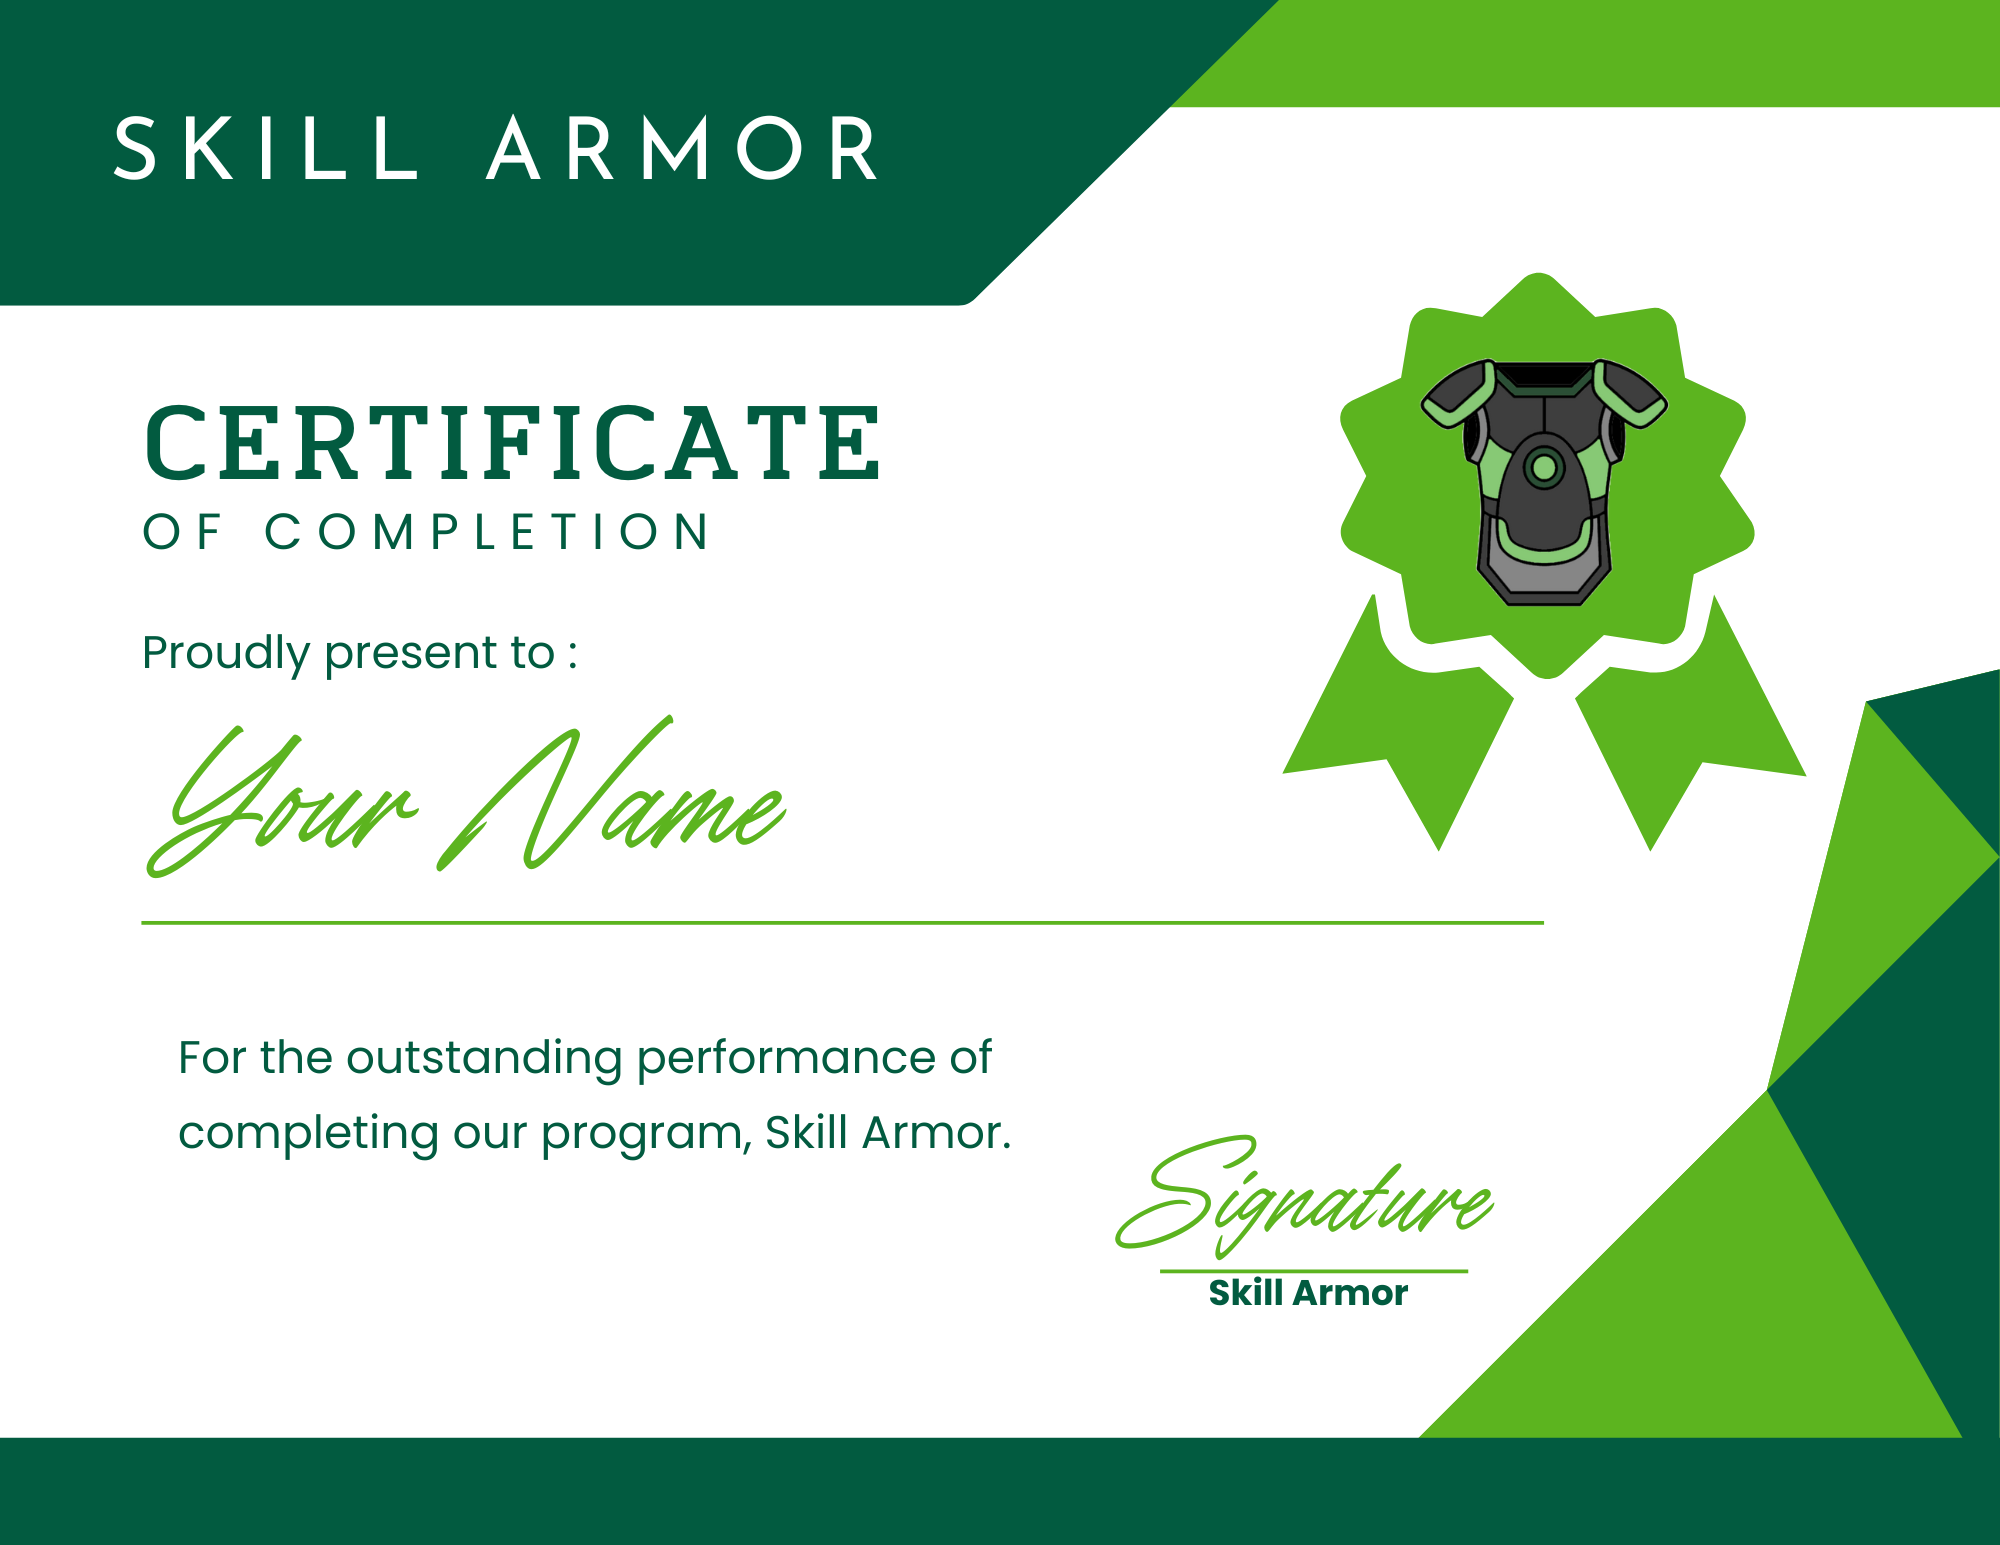 SKILL ARMOR
CERTIFICATE
OF COMPLETION
Proudly present to :
Your Name
For the outstanding performance of
completing our program, Skill Armor.
Signature
Skill Armor